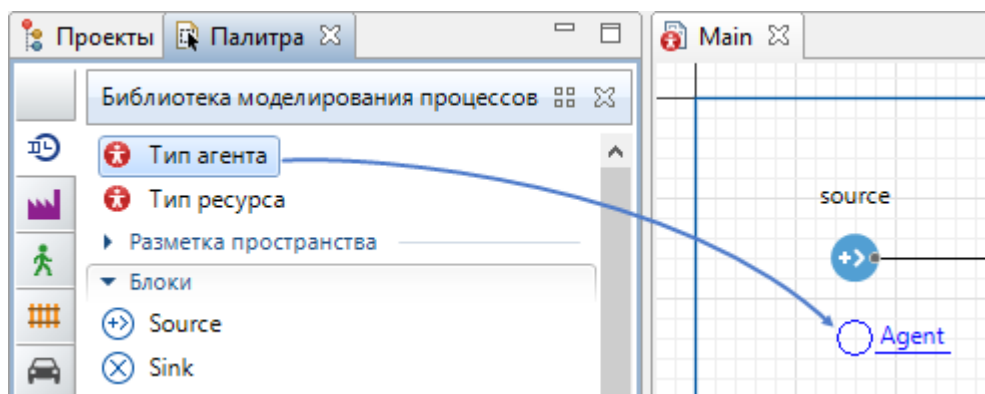 Проекты
Палитра
Main
Библиотека моделирования процессов
Тип агента
Тип ресурса
Разметка пространства
Блоки
Source
Sink
source
Agent